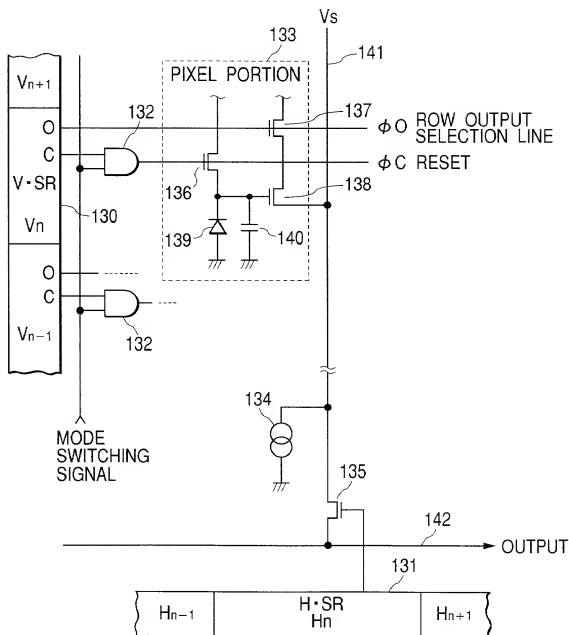 Vs
133
141
PIXEL PORTION
Vn+1
132
137
O
φO ROW OUTPUT
SELECTION LINE
C
φC RESET
136
138
V·SR
130
Vn
139
140
O
C
Vn-1
132
134
MODE
SWITCHING
SIGNAL
135
142
OUTPUT
131
Hn-1
H·SR
Hn
Hn+1